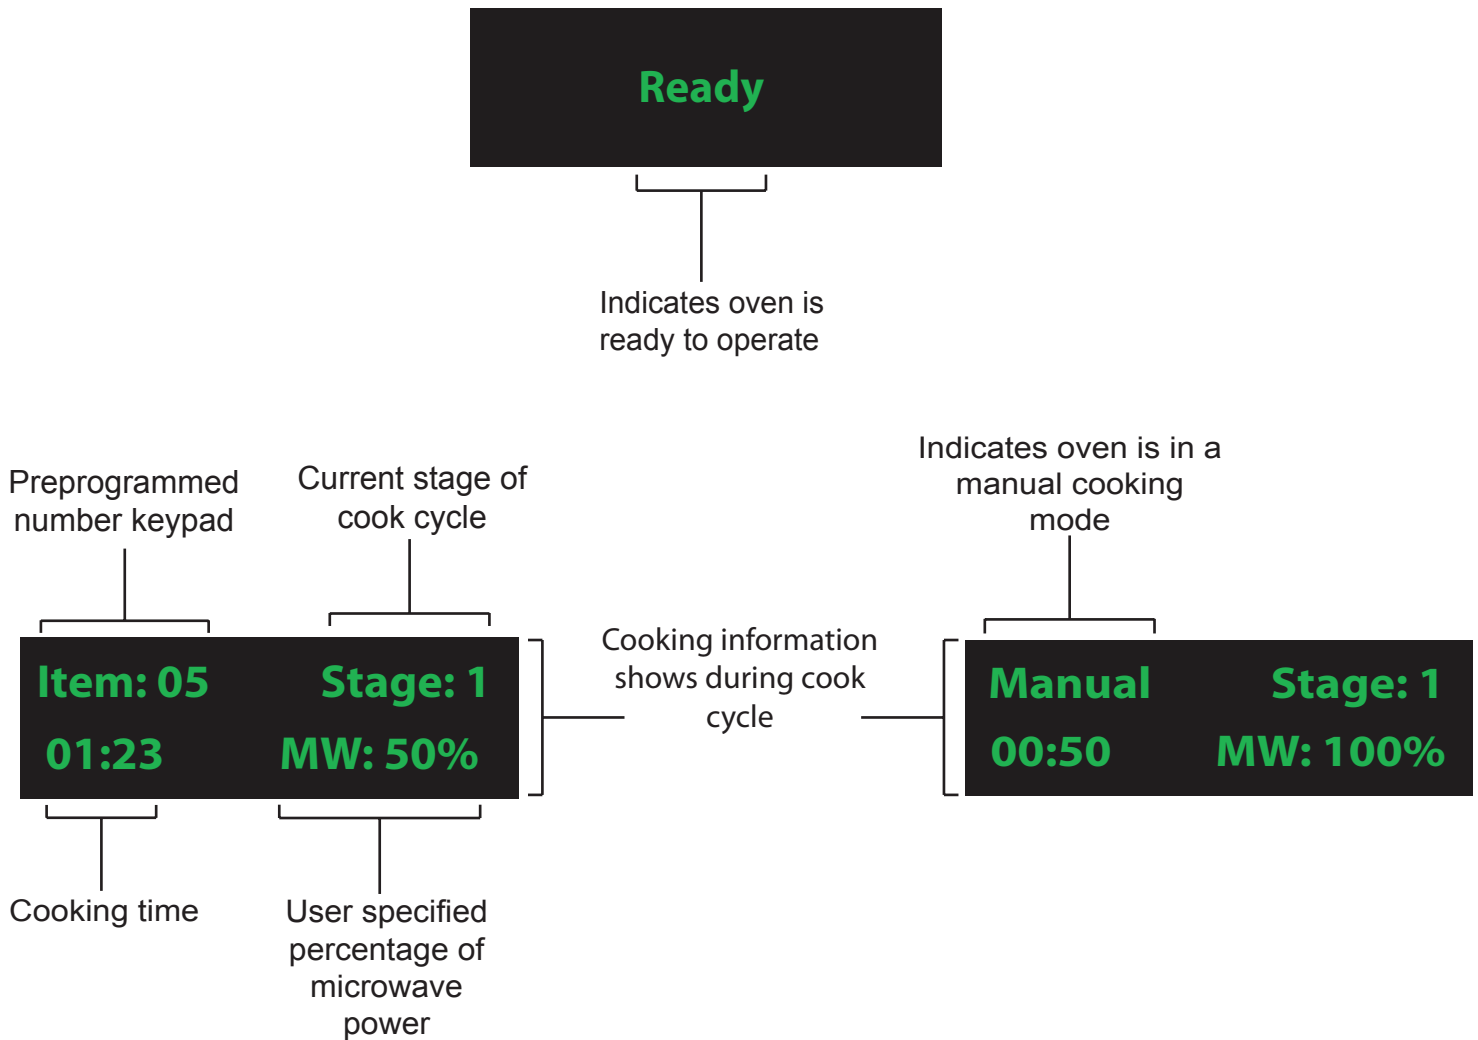 Ready
Indicates oven is
ready to operate
Preprogrammed
number keypad
Current stage of
cook cycle
Indicates oven is in a
manual cooking
mode
Item: 05 Stage: 1
01:23 MW: 50%
Cooking information
shows during cook
cycle
Manual Stage: 1
00:50 MW: 100%
Cooking time
User specified
percentage of
microwave
power